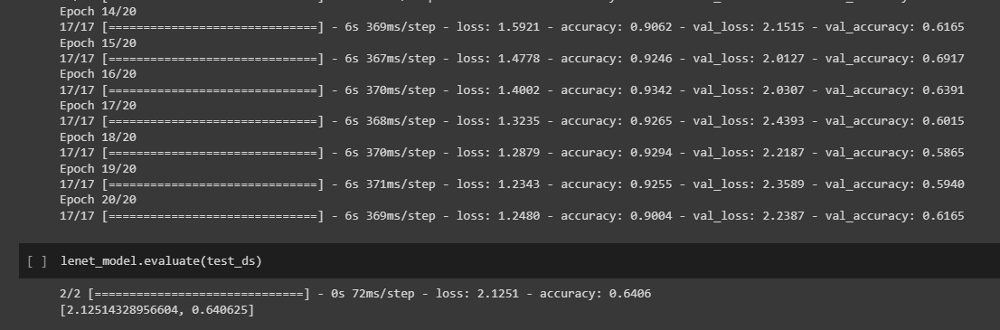 Epoch 14/20
17/17 [==============================] - 6s 369ms/step - loss: 1.5921 - accuracy: 0.9062 - val_loss: 2.1515 - val_accuracy: 0.6165
Epoch 15/20
17/17 [==============================] - 6s 367ms/step - loss: 1.4778 - accuracy: 0.9246 - val_loss: 2.0127 - val_accuracy: 0.6917
Epoch 16/20
17/17 [==============================] - 6s 370ms/step - loss: 1.4002 - accuracy: 0.9342 - val_loss: 2.0307 - val_accuracy: 0.6391
Epoch 17/20
17/17 [==============================] - 6s 368ms/step - loss: 1.3235 - accuracy: 0.9265 - val_loss: 2.4393 - val_accuracy: 0.6015
Epoch 18/20
17/17 [==============================] - 6s 370ms/step - loss: 1.2879 - accuracy: 0.9294 - val_loss: 2.2187 - val_accuracy: 0.5865
Epoch 19/20
17/17 [==============================] - 6s 371ms/step - loss: 1.2343 - accuracy: 0.9255 - val_loss: 2.3589 - val_accuracy: 0.5940
Epoch 20/20
17/17 [==============================] - 6s 369ms/step - loss: 1.2480 - accuracy: 0.9004 - val_loss: 2.2387 - val_accuracy: 0.6165
[ ] lenet_model.evaluate(test_ds)
2/2 [==============================] - 0s 72ms/step - loss: 2.1251 - accuracy: 0.6406
[2.12514328956604, 0.640625]